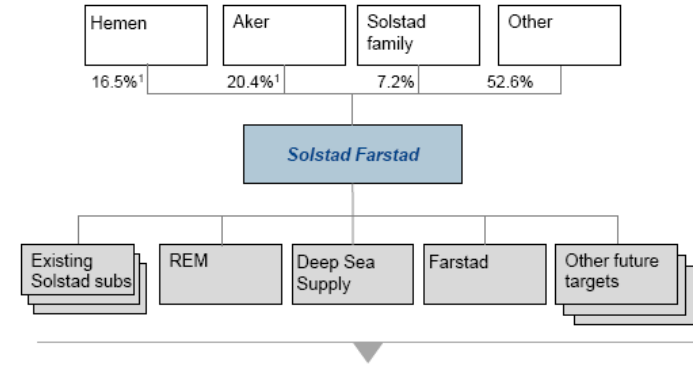 Hemen
Aker
Solstad
family
Other
16.5%¹
20.4%¹
7.2%
52.6%
Solstad Farstad
Existing
Solstad subs
REM
Deep Sea
Supply
Farstad
Other future
targets